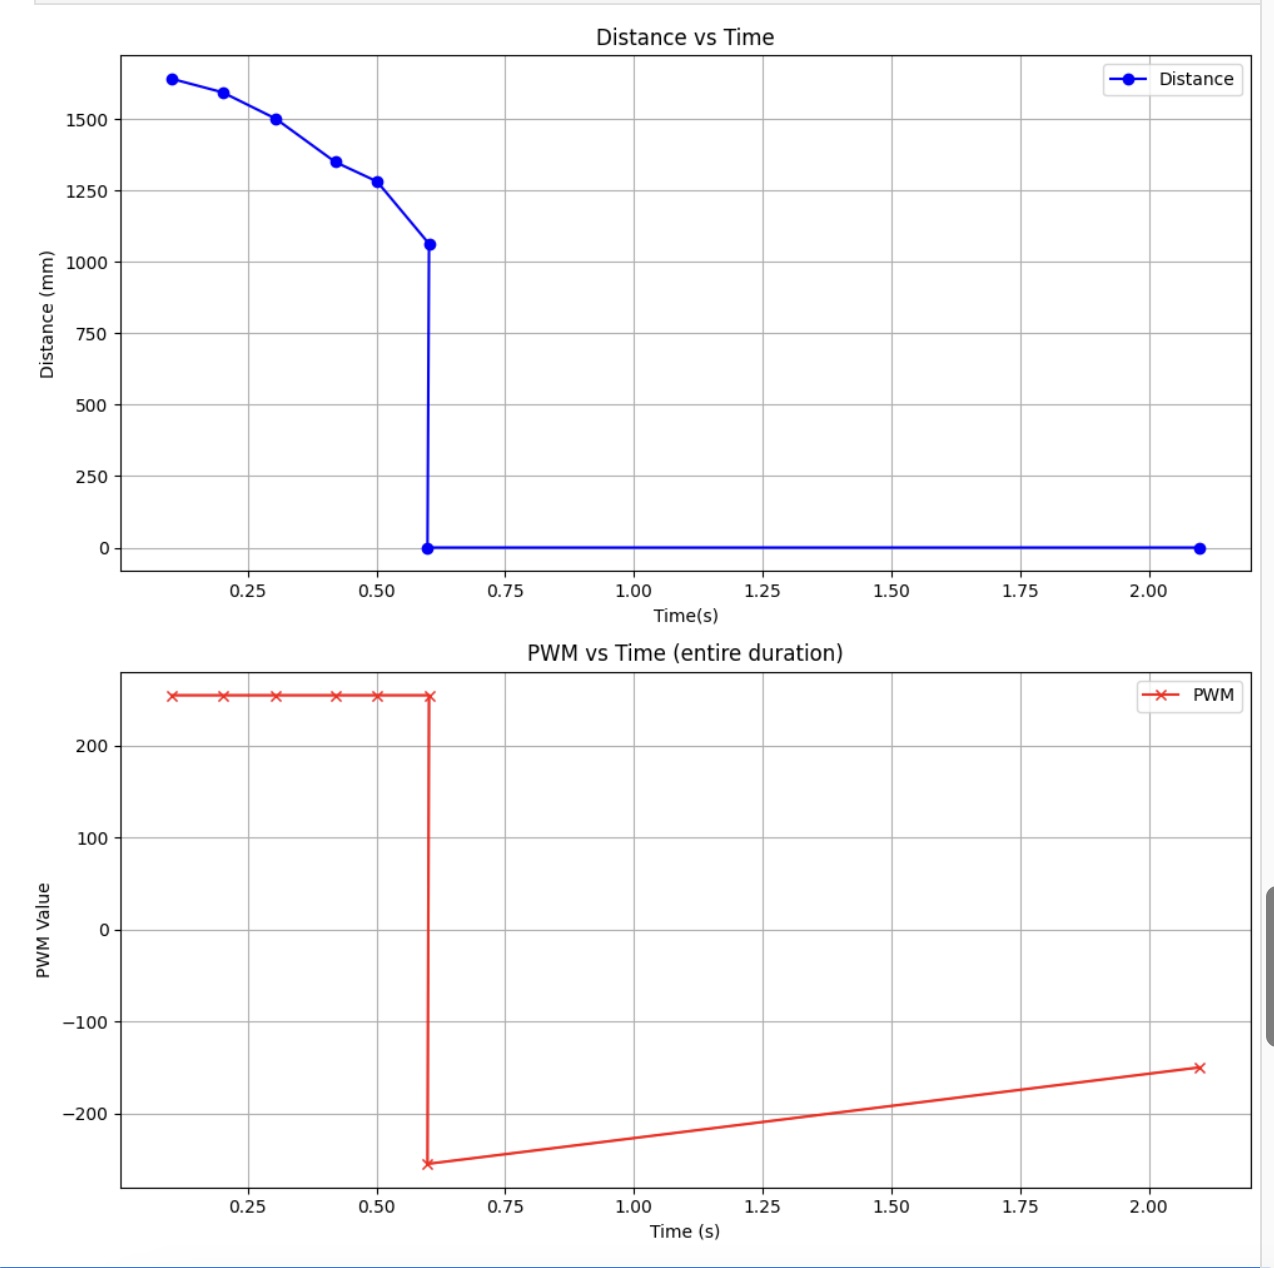 Distance vs Time
Distance
1500
1250
1000
750
500
250
0
Distance (mm)
0.25 0.50 0.75 1.00 1.25 1.50 1.75 2.00
Time(s)
PWM vs Time (entire duration)
PWM
200
100
0
−100
−200
PWM Value
0.25 0.50 0.75 1.00 1.25 1.50 1.75 2.00
Time (s)